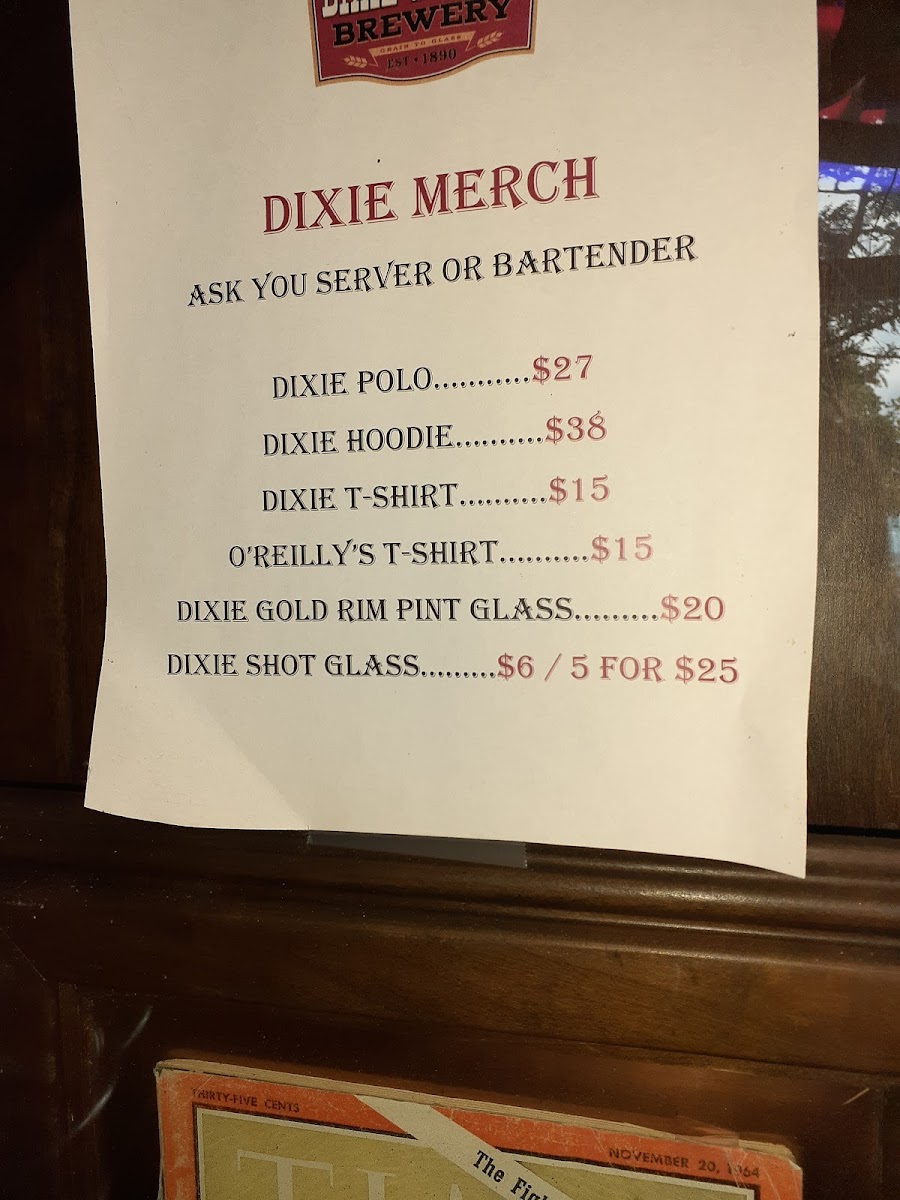 BREWERY
GRAIN TO GLASS
EST • 1890
DIXIE MERCH
ASK YOU SERVER OR BARTENDER
DIXIE POLO...........$27
DIXIE HOODIE..........$38
DIXIE T-SHIRT..........$15
O'REILLY'S T-SHIRT..........$15
DIXIE GOLD RIM PINT GLASS.........$20
DIXIE SHOT GLASS.........$6 / 5 FOR $25
THIRTY-FIVE CENTS
NOVEMBER 20, 1964
The